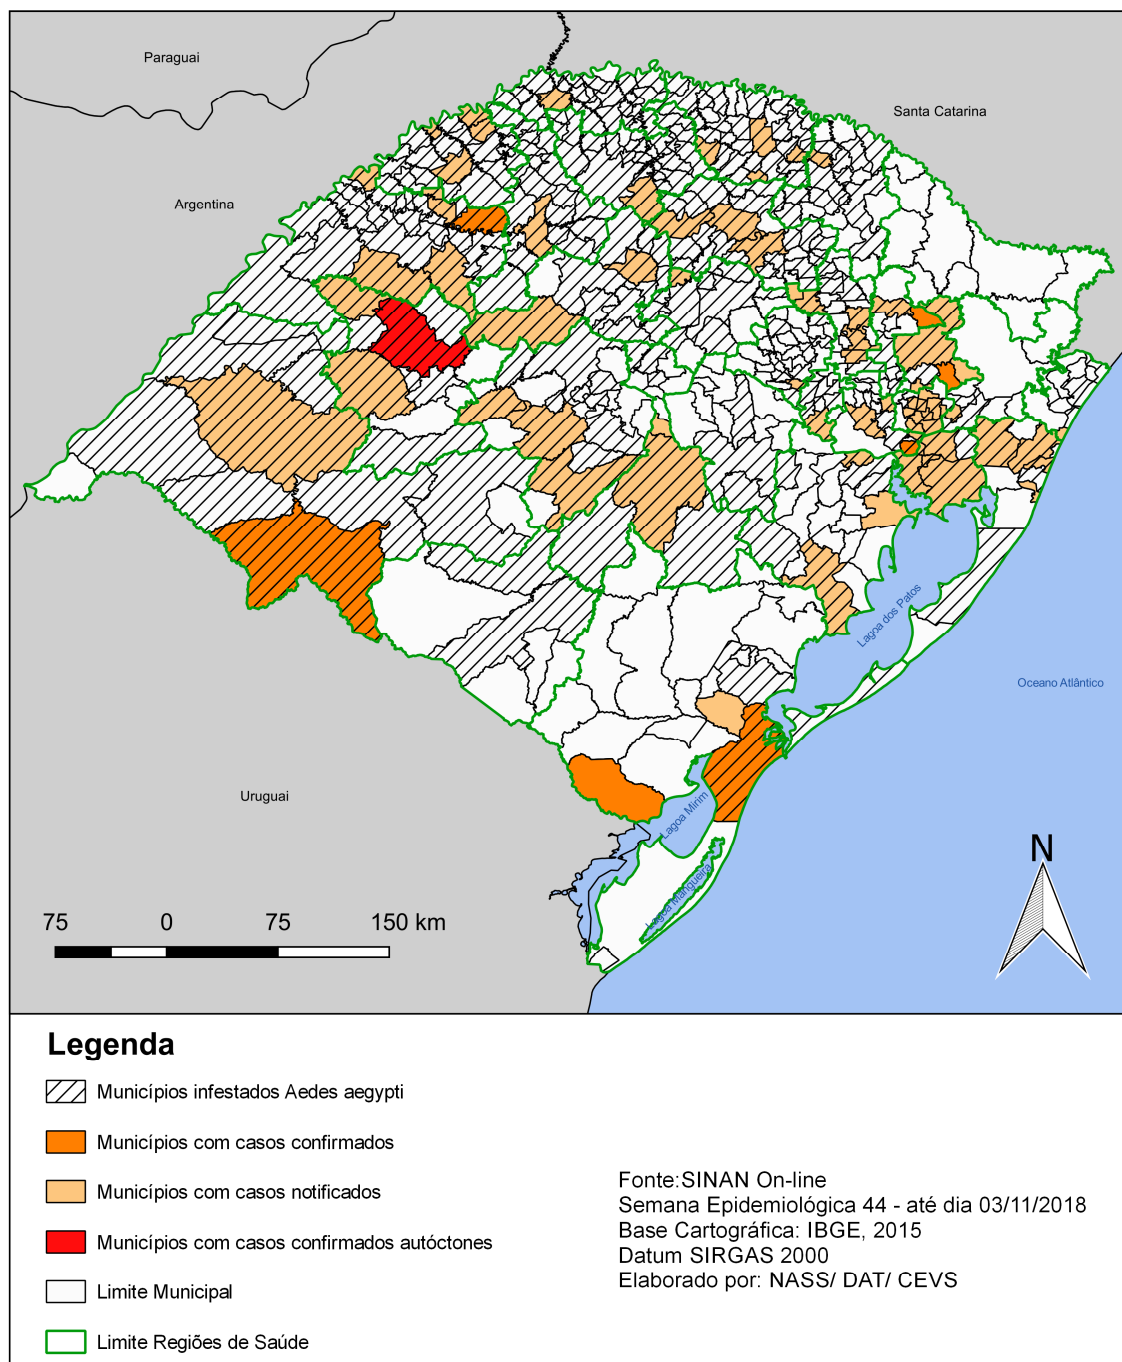 Paraguai
Santa Catarina
Argentina
Lagoa dos Patos
Oceano Atlântico
Uruguai
Lagoa Mirim
Lagoa Mangueira
N
75 0 75 150 km
Legenda
Municípios infestados Aedes aegypti
Municípios com casos confirmados
Municípios com casos notificados
Municípios com casos confirmados autóctones
Limite Municipal
Limite Regiões de Saúde
Fonte:SINAN On-line
Semana Epidemiológica 44 - até dia 03/11/2018
Base Cartográfica: IBGE, 2015
Datum SIRGAS 2000
Elaborado por: NASS/ DAT/ CEVS